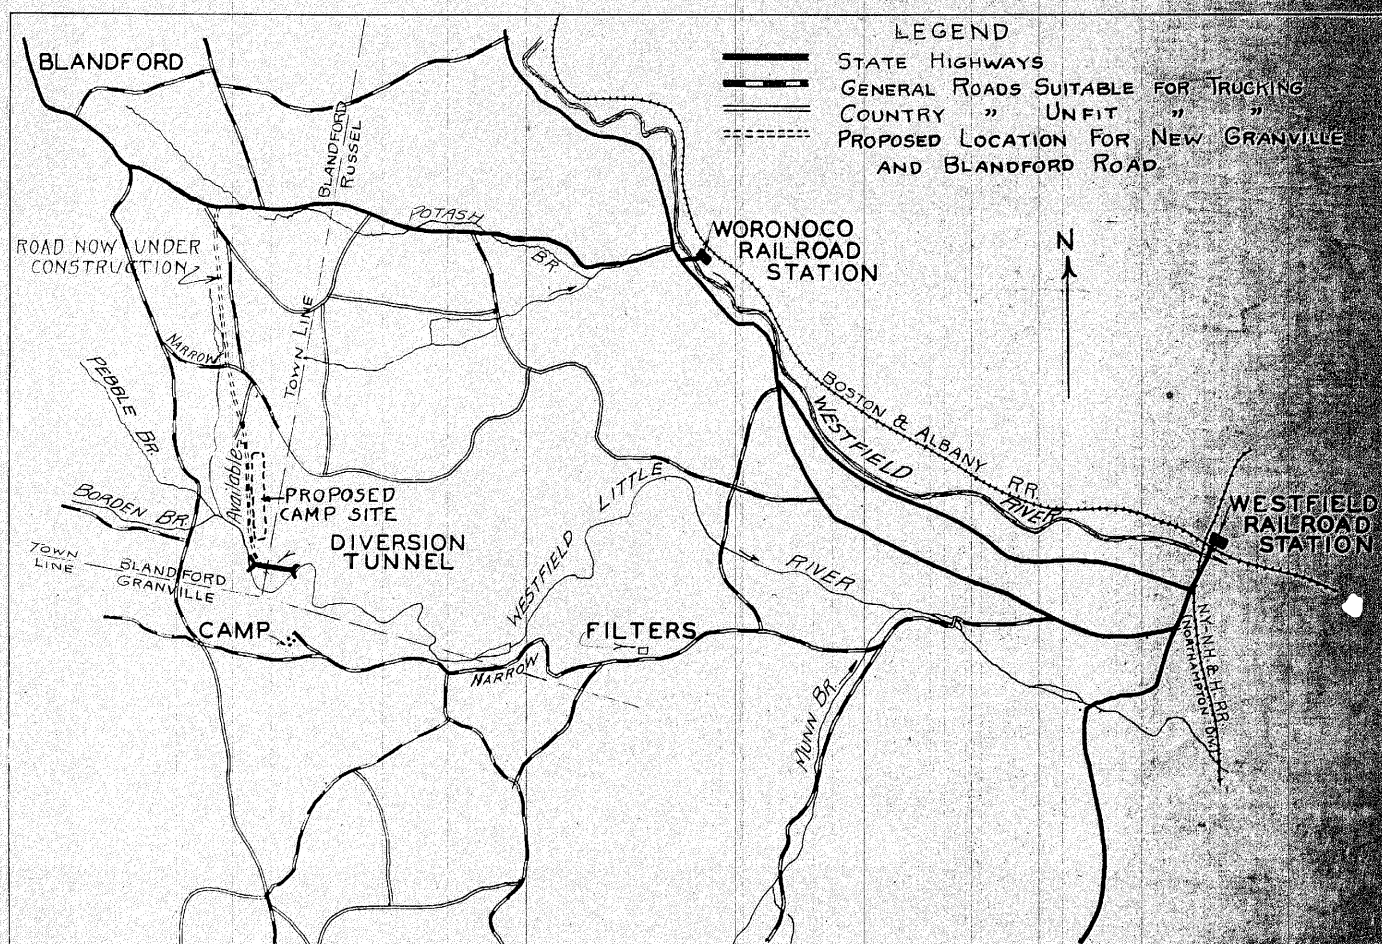 LEGEND
STATE HIGHWAYS
GENERAL ROADS SUITABLE FOR TRUCKING
COUNTRY " UNFIT " "
PROPOSED LOCATION FOR NEW GRANVILLE
AND BLANDFORD ROAD
BLANDFORD
BLANDFORD
RUSSEL
POTASH
BR.
WORONOCO
RAILROAD
STATION
N
ROAD NOW UNDER
CONSTRUCTION
TOWN LINE
NARROW
PEBBLE BR.
BOSTON & ALBANY RR.
WESTFIELD RIVER
Available
PROPOSED
CAMP SITE
BORDEN BR.
DIVERSION
TUNNEL
WESTFIELD LITTLE RIVER
WESTFIELD
RAILROAD
STATION
TOWN
LINE
BLANDFORD
GRANVILLE
CAMP
FILTERS
NARROW
MUNN BR.
N.Y.-N.H. & H. RR.
(NORTHAMPTON DIV.)